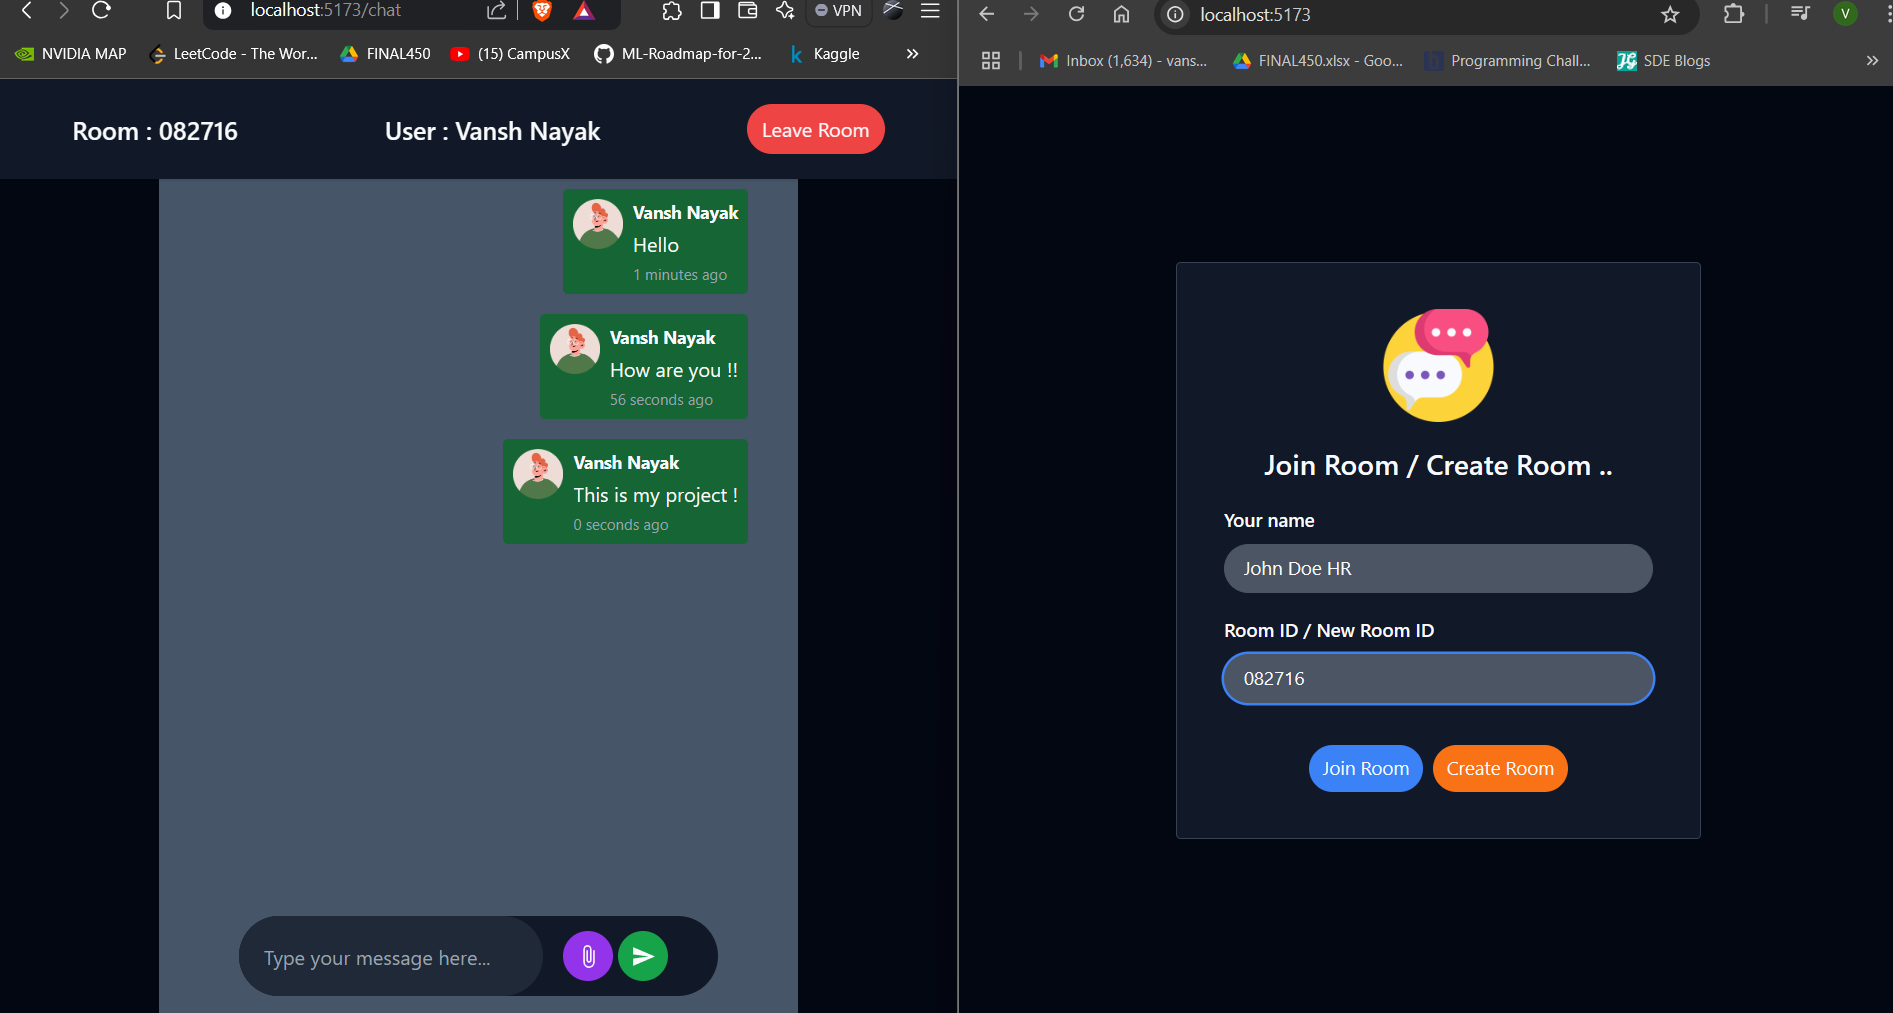 localhost:5173/chat
VPN
NVIDIA MAP
LeetCode - The Wor...
FINAL450
(15) CampusX
ML-Roadmap-for-2...
k
Kaggle
»
Room : 082716
User : Vansh Nayak
Leave Room
Vansh Nayak
Hello
1 minutes ago
Vansh Nayak
How are you !!
56 seconds ago
Vansh Nayak
This is my project !
0 seconds ago
Type your message here...
localhost:5173
V
Inbox (1,634) - vans...
FINAL450.xlsx - Goo...
Programming Chall...
SDE Blogs
»
Join Room / Create Room ..
Your name
John Doe HR
Room ID / New Room ID
082716
Join Room
Create Room